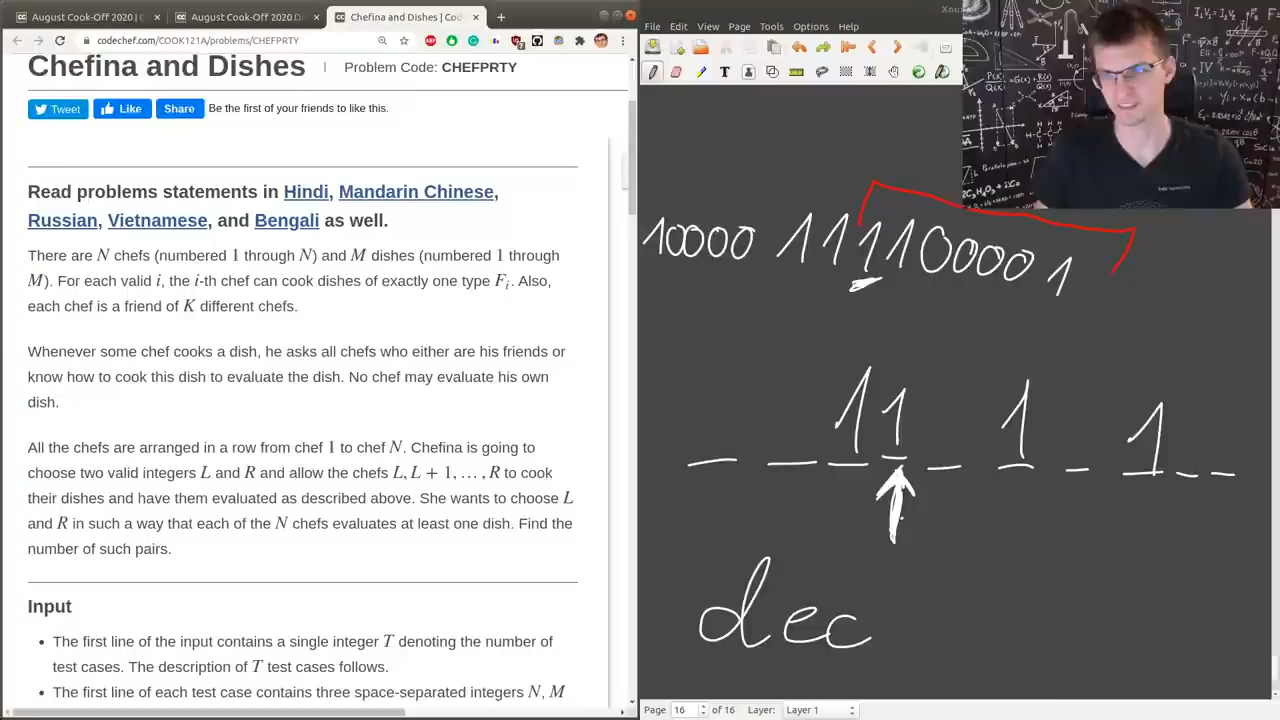 August Cook-Off 2020 |
August Cook-Off 2020 D
Chefina and Dishes | Cod
codechef.com/COOK121A/problems/CHEFPRTY
Chefina and Dishes
Problem Code: CHEFPRTY
Tweet
Like
Share
Be the first of your friends to like this.
Read problems statements in Hindi, Mandarin Chinese,
Russian, Vietnamese, and Bengali as well.
There are N chefs (numbered 1 through N) and M dishes (numbered 1 through
M). For each valid i, the i-th chef can cook dishes of exactly one type Fi. Also,
each chef is a friend of K different chefs.
Whenever some chef cooks a dish, he asks all chefs who either are his friends or
know how to cook this dish to evaluate the dish. No chef may evaluate his own
dish.
All the chefs are arranged in a row from chef 1 to chef N. Chefina is going to
choose two valid integers L and R and allow the chefs L, L + 1, …, R to cook
their dishes and have them evaluated as described above. She wants to choose L
and R in such a way that each of the N chefs evaluates at least one dish. Find the
number of such pairs.
Input
• The first line of the input contains a single integer T denoting the number of
test cases. The description of T test cases follows.
• The first line of each test case contains three space-separated integers N, M
File Edit View Journal Tools Options Help
10000 111100001
1 1 1 1
dec
Page 16 of 16 Layer: Layer 1